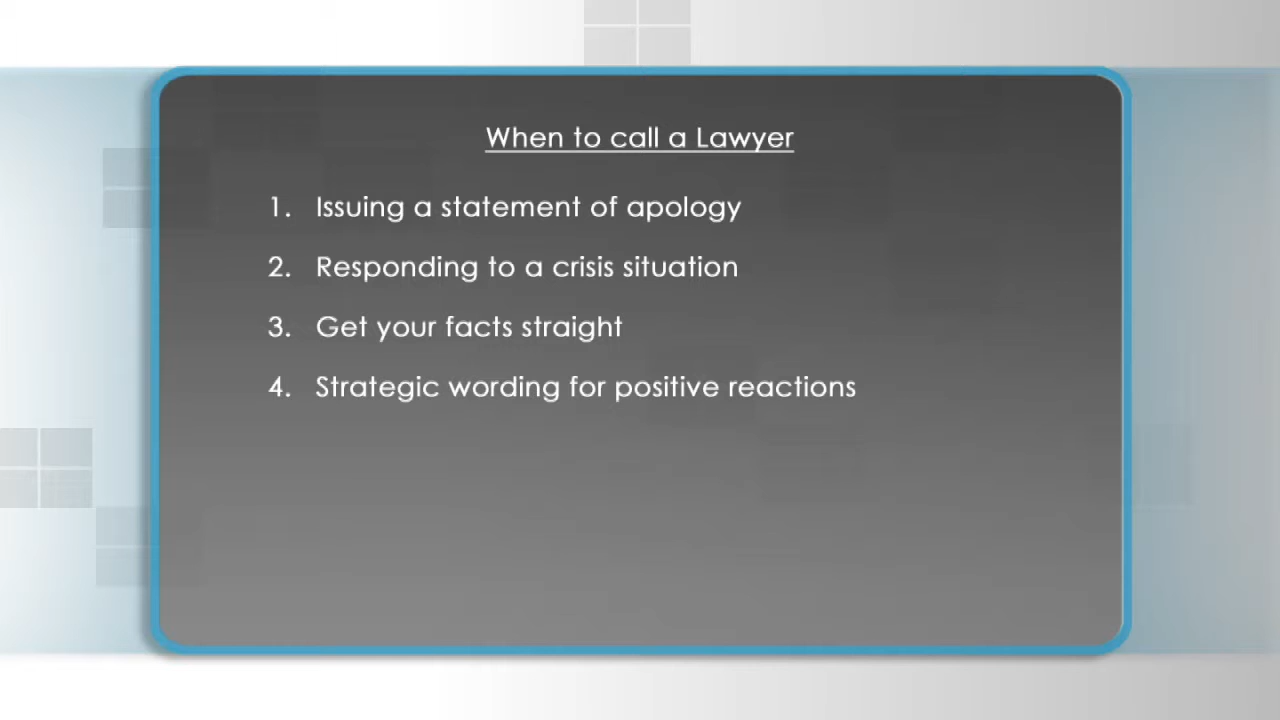 When to call a Lawyer
1. Issuing a statement of apology
2. Responding to a crisis situation
3. Get your facts straight
4. Strategic wording for positive reactions